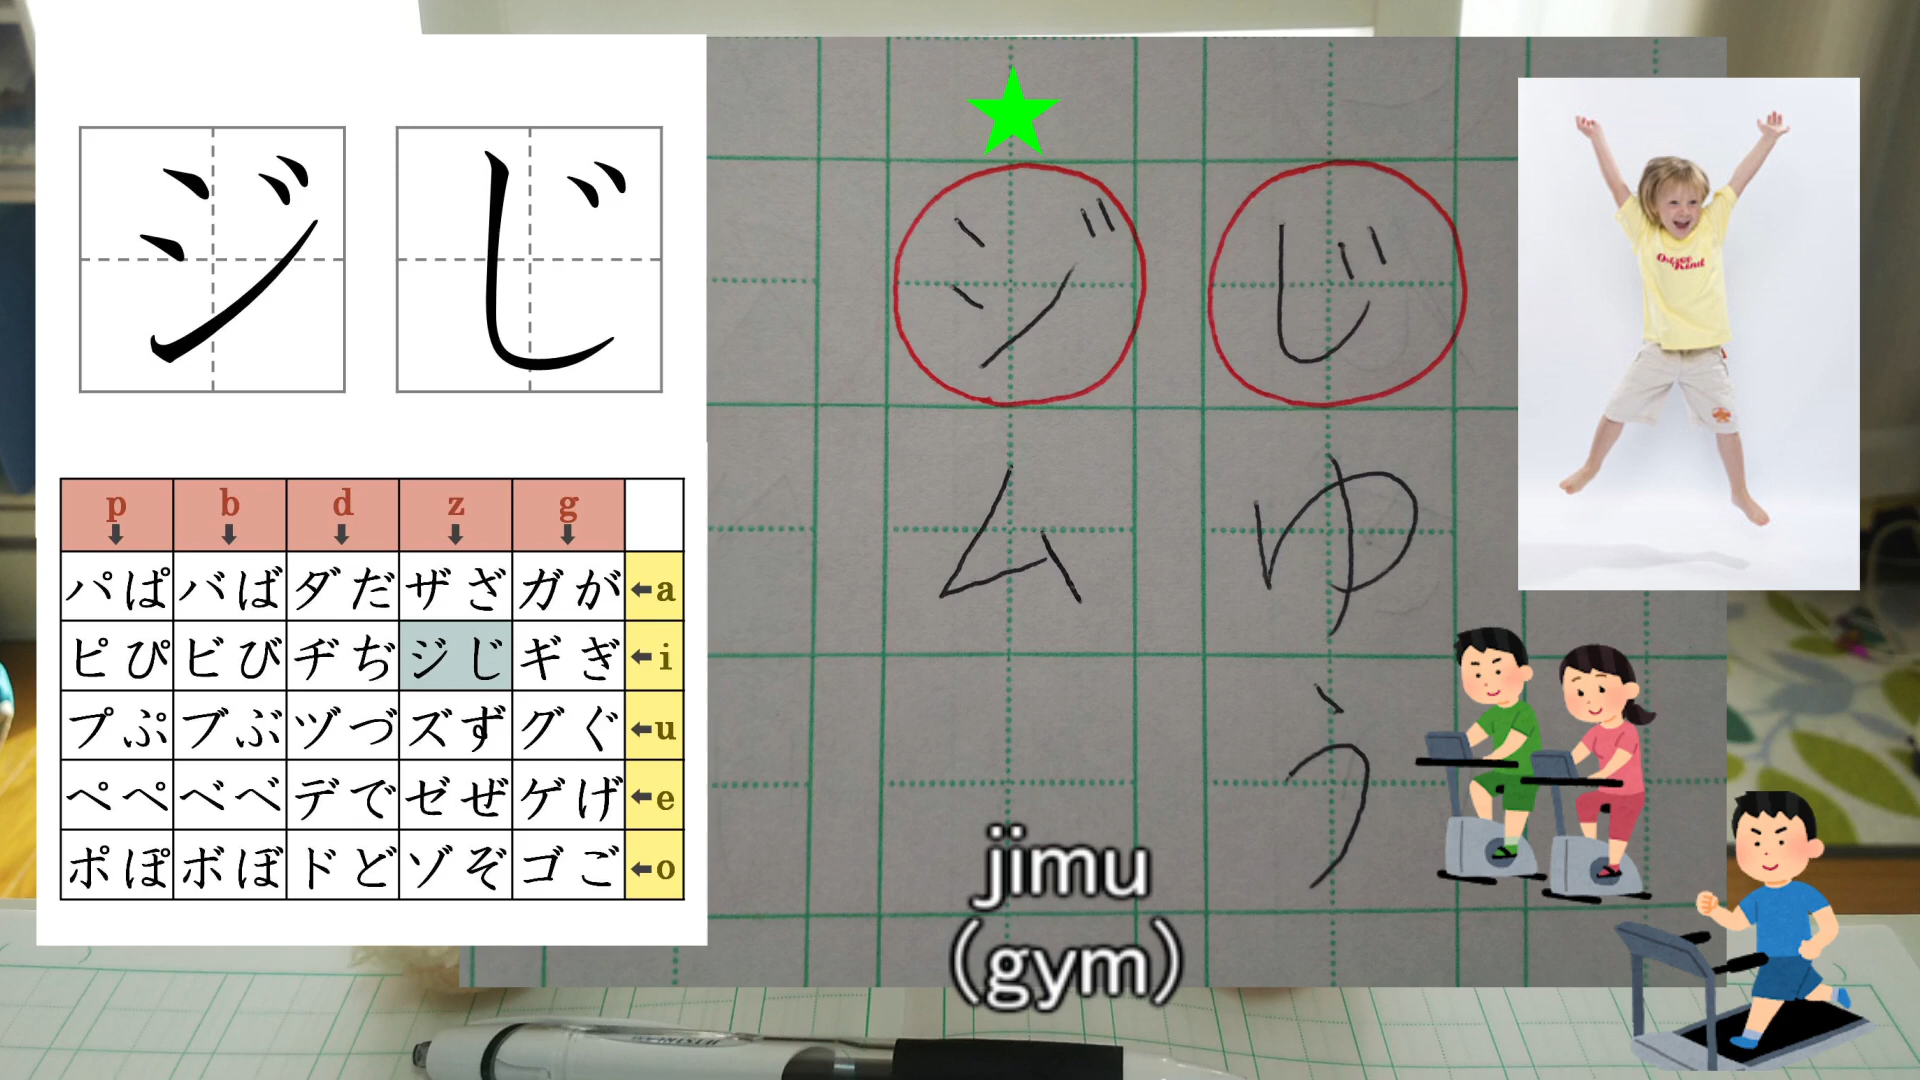 ジ じ
p b d z g
パ ぱ バ ば ダ だ ザ ざ ガ が a
ピ ぴ ビ び ヂ ぢ ジ じ ギ ぎ i
プ ぷ ブ ぶ ヅ づ ズ ず グ ぐ u
ペ ぺ ベ べ デ で ゼ ぜ ゲ げ e
ポ ぽ ボ ぼ ド ど ゾ ぞ ゴ ご o
じゆう
ジム
jimu
(gym)